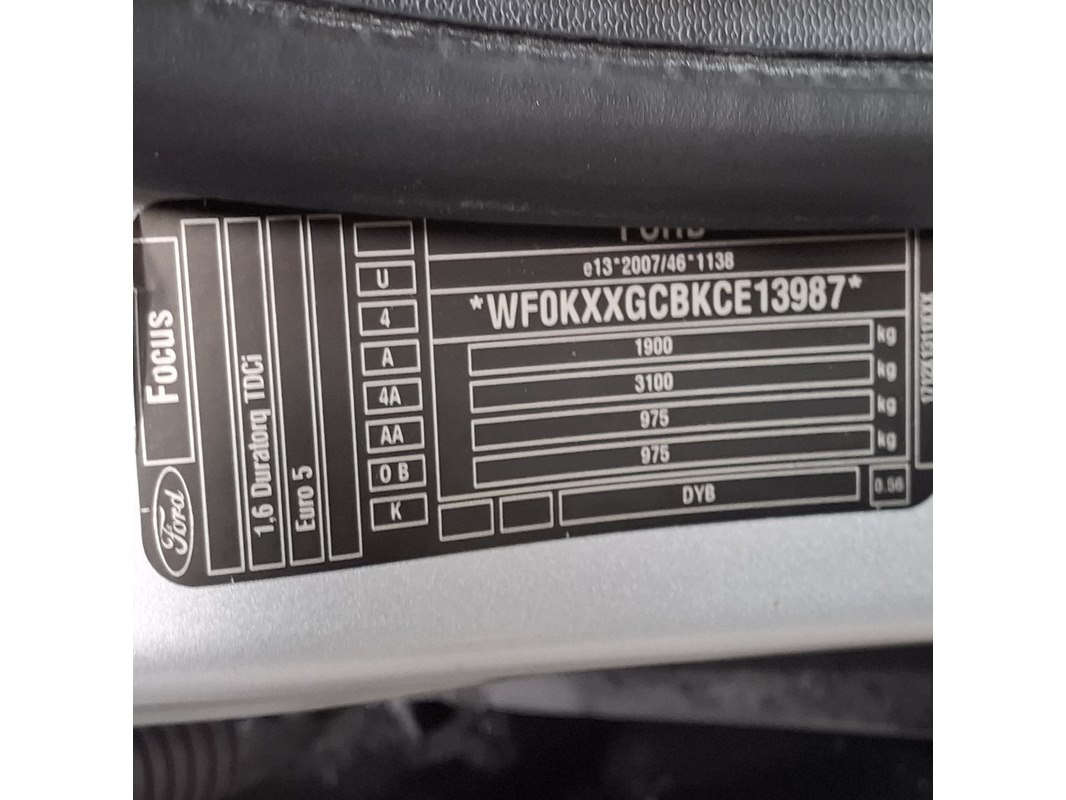 Focus
Ford
1,6 Duratorq TDCi
Euro 5
U
4
A
4A
AA
0 B
K
e13*2007/46*1138
*WF0KXXGCBKCE13987*
1900 kg
3100 kg
975 kg
975 kg
DYB
0.56